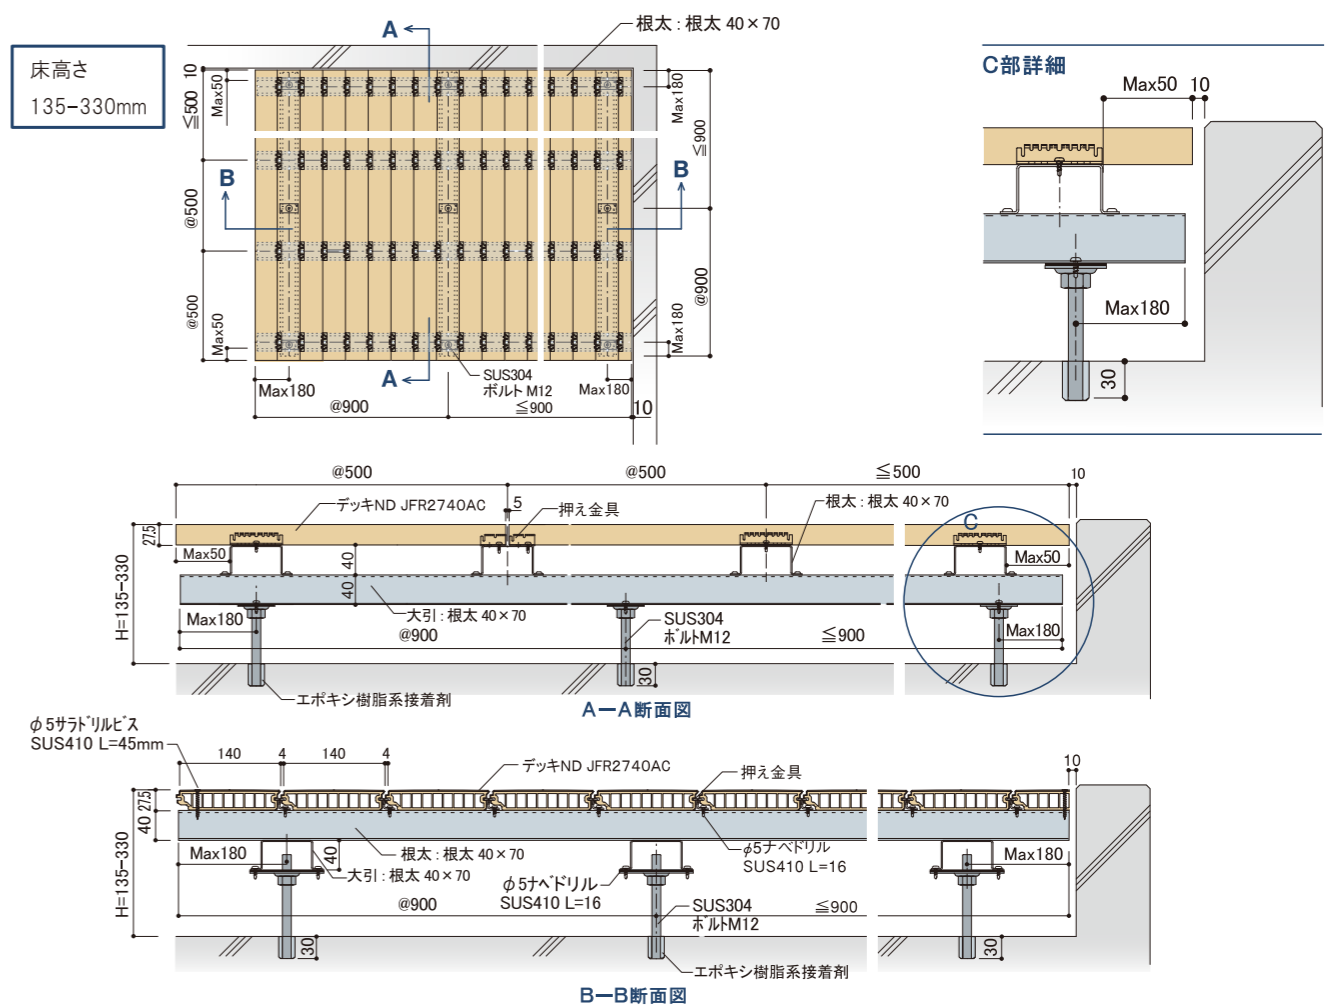 床高さ
135-330mm
A
根太 : 根太 40×70
10
Max50
≦500
Max180
≦900
B
B
@500
@900
@500
Max50
Max180
A
SUS304
ボルト M12
Max180
Max180
@900
≦900
10
C部詳細
Max50
10
Max180
30
@500
@500
≦500
10
デッキND JFR2740AC
5
押え金具
根太 : 根太 40×70
C
27.5
Max50
40
Max50
40
H=135-330
大引 : 根太 40×70
Max180
SUS304
ボルトM12
@900
≦900
Max180
30
エポキシ樹脂系接着剤
A－A断面図
φ5サラドリルビス
SUS410 L=45mm
140
4
140
4
デッキND JFR2740AC
押え金具
10
27.5
40
H=135-330
Max180
根太 : 根太 40×70
40
大引 : 根太 40×70
φ5ナベドリル
SUS410 L=16
Max180
φ5ナベドリル
SUS410 L=16
@900
SUS304
ボルトM12
≦900
30
30
エポキシ樹脂系接着剤
B－B断面図